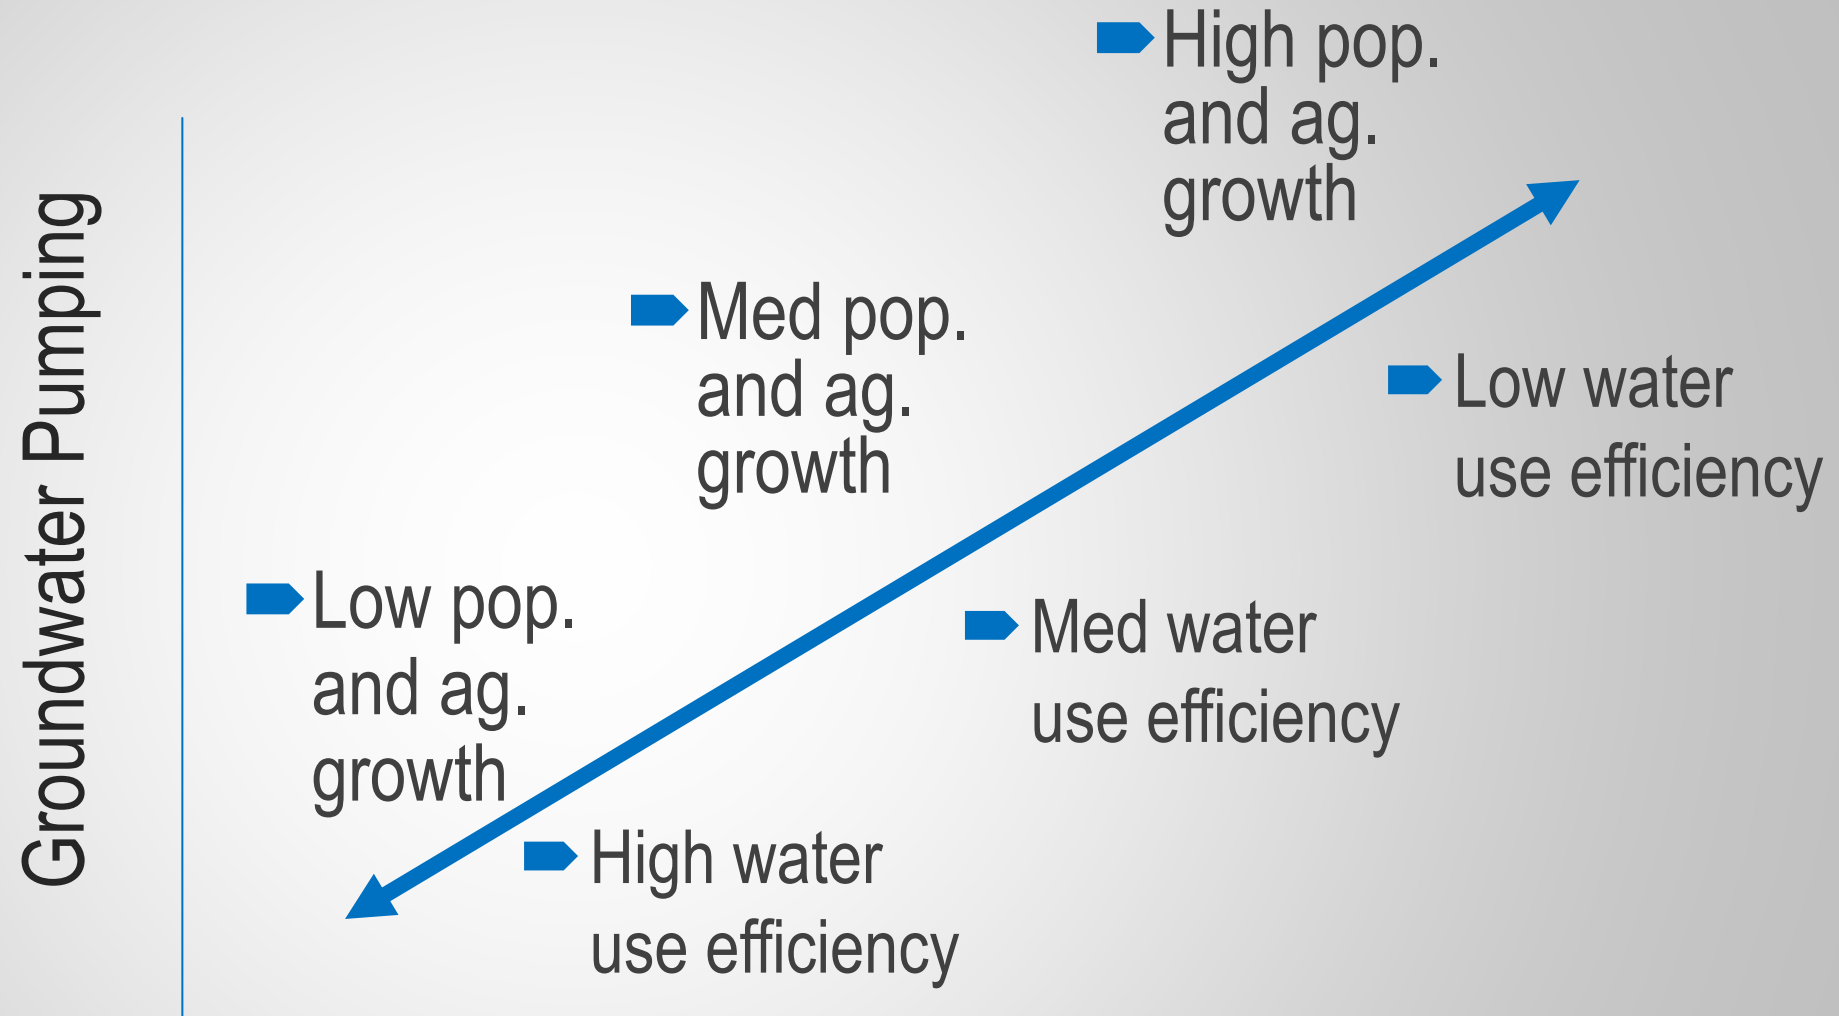 Groundwater Pumping
High pop.
and ag.
growth
Med pop.
and ag.
growth
Low water
use efficiency
Low pop.
and ag.
growth
Med water
use efficiency
High water
use efficiency